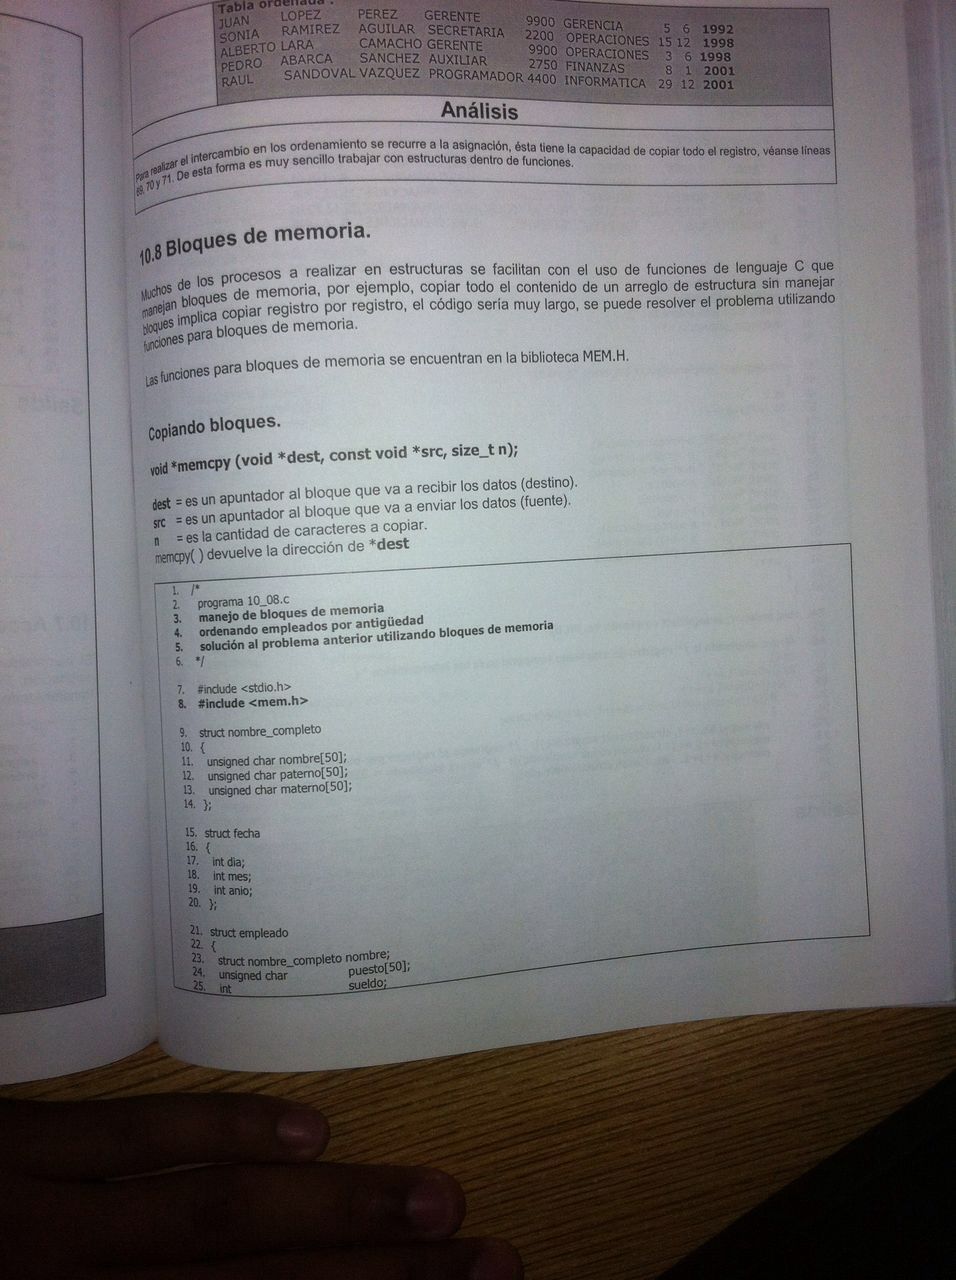 Tabla ordenada :
JUAN LOPEZ PEREZ GERENTE 9900 GERENCIA 5 6 1992
SONIA RAMIREZ AGUILAR SECRETARIA 2200 OPERACIONES 15 12 1998
ALBERTO LARA CAMACHO GERENTE 9900 OPERACIONES 3 6 1998
PEDRO ABARCA SANCHEZ AUXILIAR 2750 FINANZAS 8 1 2001
RAUL SANDOVAL VAZQUEZ PROGRAMADOR 4400 INFORMATICA 29 12 2001
Análisis
Para realizar el intercambio en los ordenamiento se recurre a la asignación, ésta tiene la capacidad de copiar todo el registro, véanse líneas
69, 70 y 71. De esta forma es muy sencillo trabajar con estructuras dentro de funciones.
10.8 Bloques de memoria.
Muchos de los procesos a realizar en estructuras se facilitan con el uso de funciones de lenguaje C que
manejan bloques de memoria, por ejemplo, copiar todo el contenido de un arreglo de estructura sin manejar
bloques implica copiar registro por registro, el código sería muy largo, se puede resolver el problema utilizando
funciones para bloques de memoria.
Las funciones para bloques de memoria se encuentran en la biblioteca MEM.H.
Copiando bloques.
void *memcpy (void *dest, const void *src, size_t n);
dest = es un apuntador al bloque que va a recibir los datos (destino).
src = es un apuntador al bloque que va a enviar los datos (fuente).
n = es la cantidad de caracteres a copiar.
memcpy( ) devuelve la dirección de *dest
1. /*
2. programa 10_08.c
3. manejo de bloques de memoria
4. ordenando empleados por antigüedad
5. solución al problema anterior utilizando bloques de memoria
6. */
7. #include <stdio.h>
8. #include <mem.h>
9. struct nombre_completo
10. {
11. unsigned char nombre[50];
12. unsigned char paterno[50];
13. unsigned char materno[50];
14. };
15. struct fecha
16. {
17. int dia;
18. int mes;
19. int anio;
20. };
21. struct empleado
22. {
23. struct nombre_completo nombre;
24. unsigned char puesto[50];
25. int sueldo;